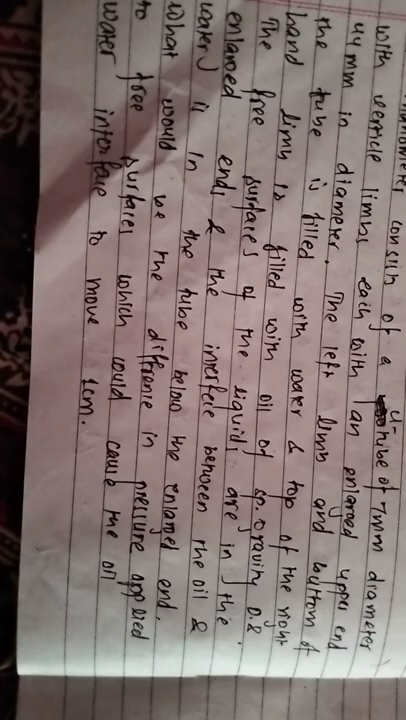 consists of a U-tube of 7mm diameter
with verticle limbs each with an enlarged upper end
44 mm in diameter. The left limb and buttom of
the tube is filled with water & top of the right
hand limb is filled with oil of sp. gravity 0.8
The free surfaces of the liquids are in the
enlarged ends & the interface between the oil &
water is in the tube below the enlarged end.
What would be the difference in pressure applied
to free surfaces which would cause the oil
water interface to move 1cm.